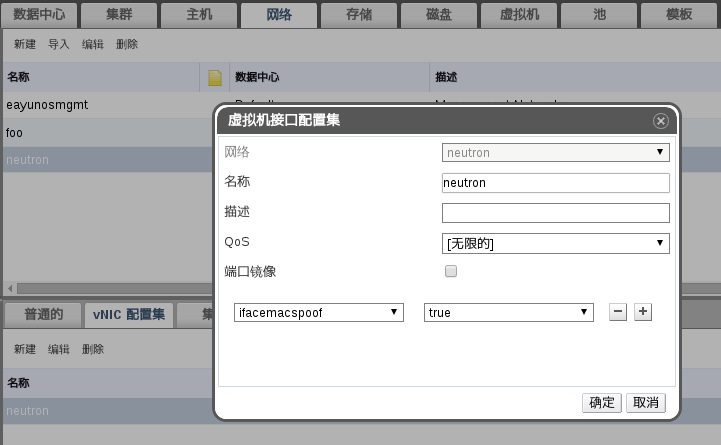 数据中心 集群 主机 网络 存储 磁盘 虚拟机 池 模板
新建 导入 编辑 删除
名称 数据中心 描述
eayunosmgmt
虚拟机接口配置集
foo
neutron
网络 neutron
名称 neutron
描述
QoS [无限的]
端口镜像
ifacemacspoof true
普通的 vNIC 配置集
新建 编辑 删除
名称
neutron
确定 取消